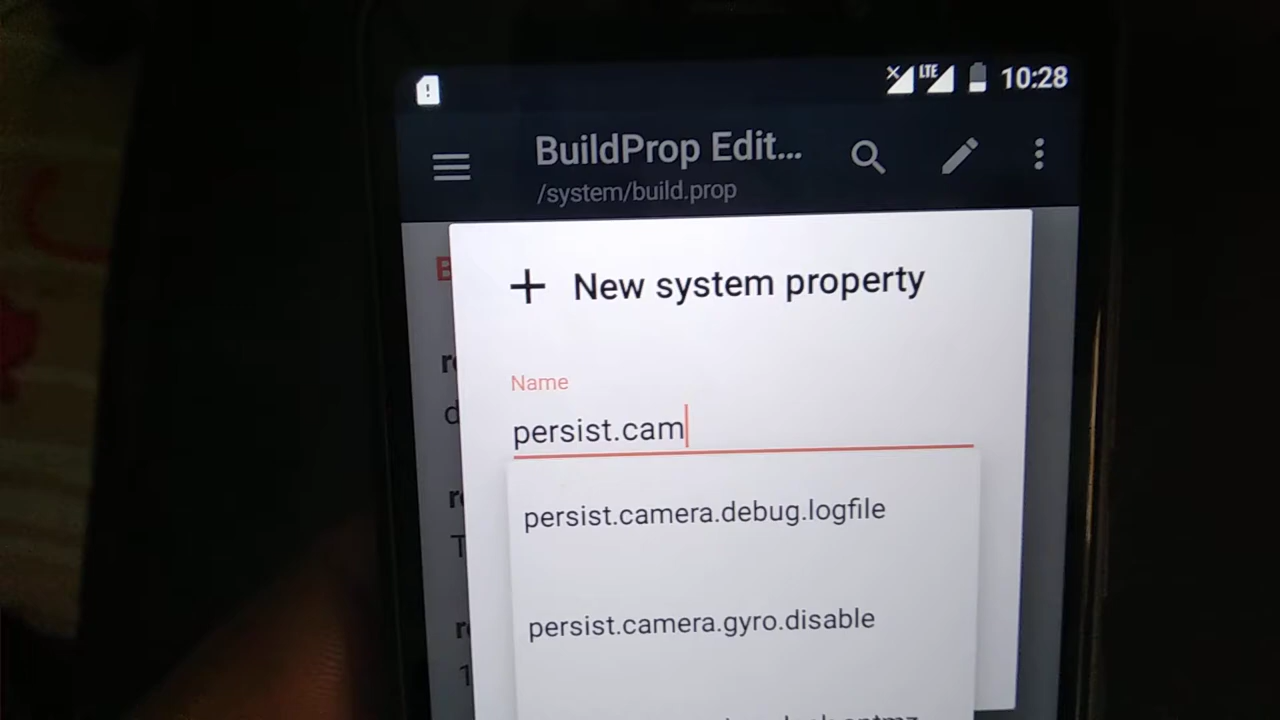 LTE 10:28
BuildProp Edit...
/system/build.prop
New system property
Name
persist.cam
persist.camera.debug.logfile
persist.camera.gyro.disable